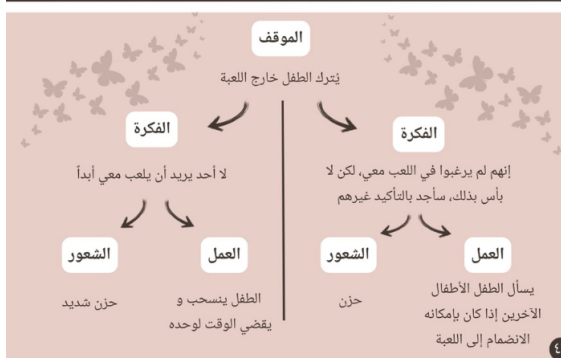 الموقف
يُترك الطفل خارج اللعبة
الفكرة
إنهم لم يرغبوا في اللعب معي، لكن لا
بأس بذلك، سأجد بالتأكيد غيرهم
العمل
يسأل الطفل الأطفال
الآخرين إذا كان بإمكانه
الانضمام إلى اللعبة
الشعور
حزن
الفكرة
لا أحد يريد أن يلعب معي أبداً
العمل
الطفل ينسحب و
يقضي الوقت لوحده
الشعور
حزن شديد
٤